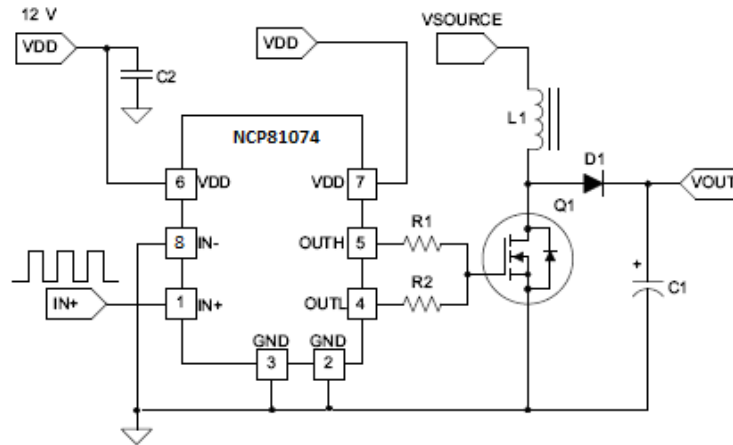 12 V
VDD
C2
VDD
VSOURCE
L1
NCP81074
6 VDD
VDD 7
D1
VOUT
Q1
8 IN-
OUTH 5
R1
IN+
1 IN+
OUTL 4
R2
+
C1
GND GND
3 2